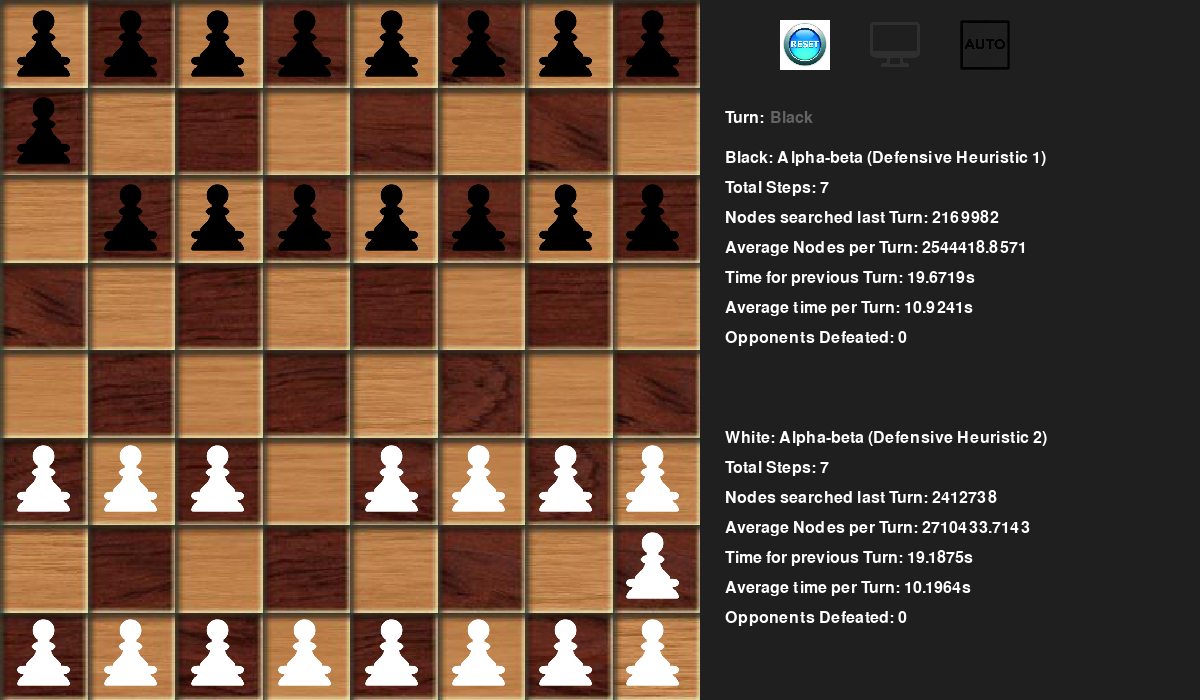 RESET
AUTO
Turn: Black
Black: Alpha-beta (Defensive Heuristic 1)
Total Steps: 7
Nodes searched last Turn: 2169982
Average Nodes per Turn: 2544418.8571
Time for previous Turn: 19.6719s
Average time per Turn: 10.9241s
Opponents Defeated: 0
White: Alpha-beta (Defensive Heuristic 2)
Total Steps: 7
Nodes searched last Turn: 2412738
Average Nodes per Turn: 2710433.7143
Time for previous Turn: 19.1875s
Average time per Turn: 10.1964s
Opponents Defeated: 0